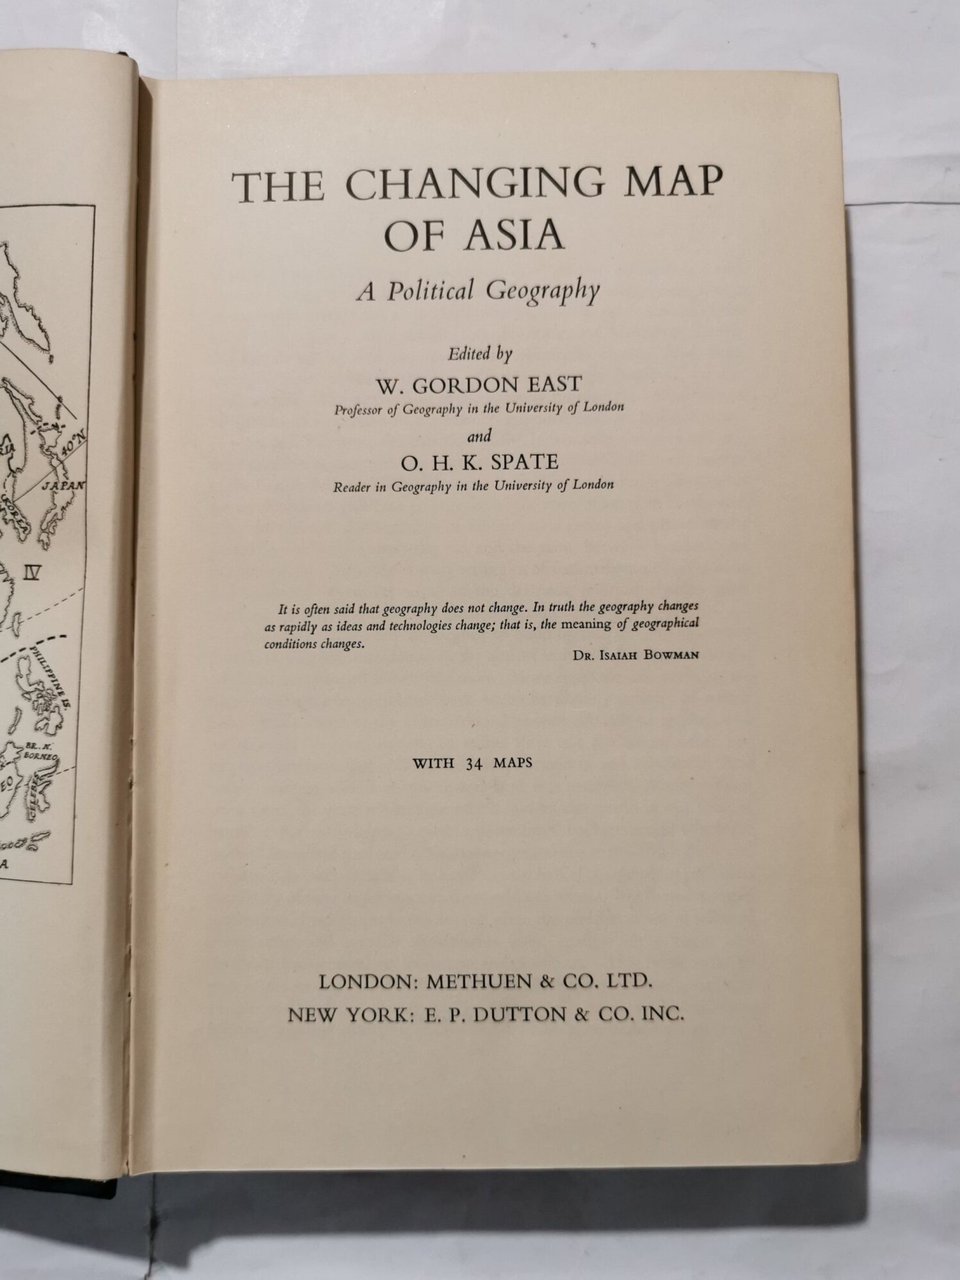 THE CHANGING MAP
OF ASIA
A Political Geography
Edited by
W. GORDON EAST
Professor of Geography in the University of London
and
O. H. K. SPATE
Reader in Geography in the University of London
It is often said that geography does not change. In truth the geography changes
as rapidly as ideas and technologies change; that is, the meaning of geographical
conditions changes.
DR. ISAIAH BOWMAN
WITH 34 MAPS
LONDON: METHUEN & CO. LTD.
NEW YORK: E. P. DUTTON & CO. INC.
40°N
JAPAN
KOREA
IV
PHILIPPINE IS.
BR. N.
BORNEO
CELEBES